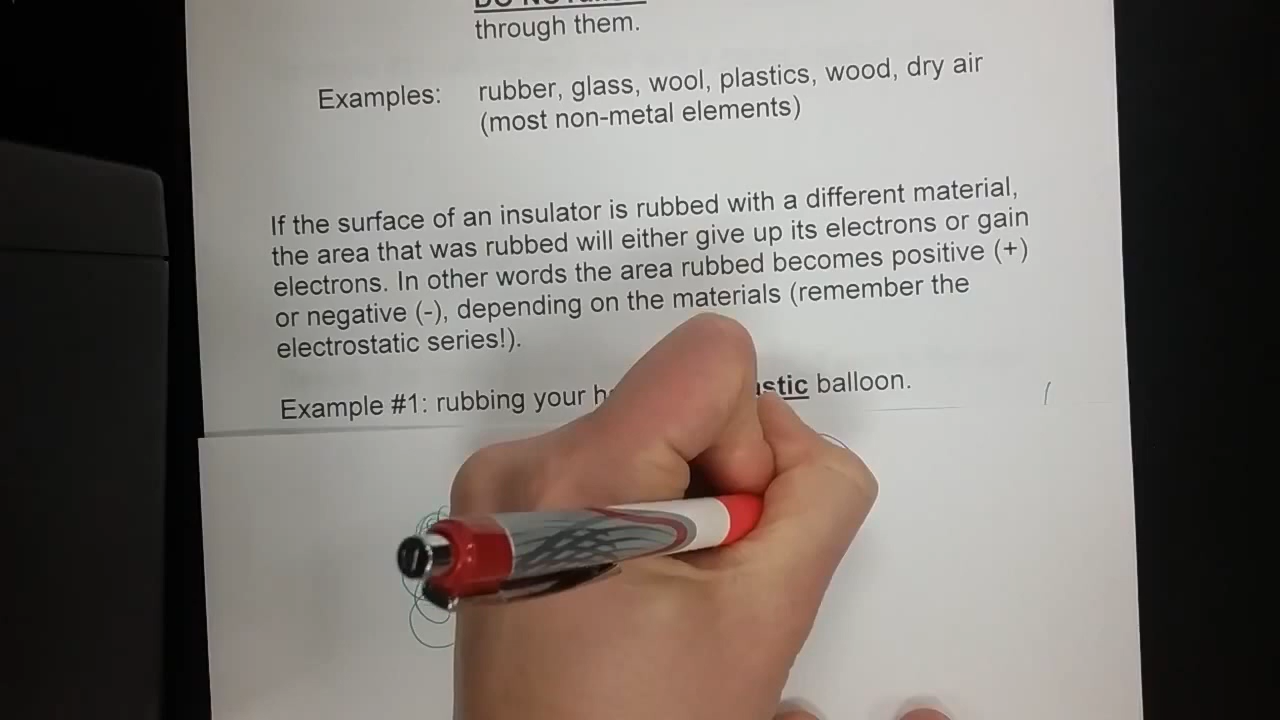 through them.
Examples: rubber, glass, wool, plastics, wood, dry air
(most non-metal elements)
If the surface of an insulator is rubbed with a different material,
the area that was rubbed will either give up its electrons or gain
electrons. In other words the area rubbed becomes positive (+)
or negative (-), depending on the materials (remember the
electrostatic series!).
Example #1: rubbing your balloon.